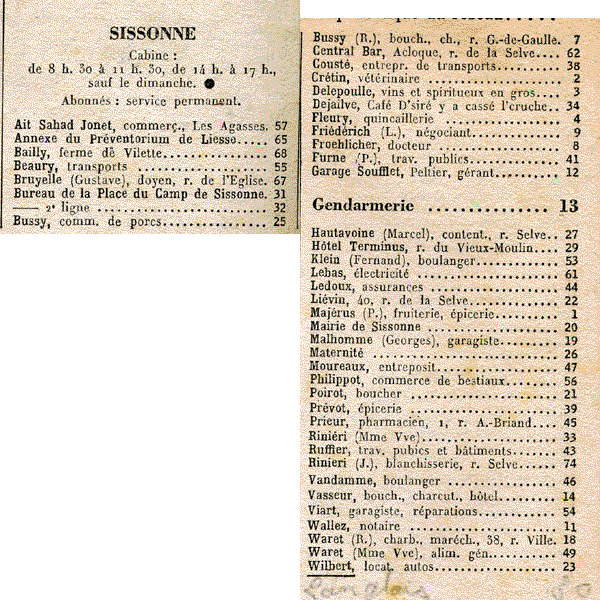 SISSONNE
Cabine :
de 8 h. 30 à 11 h. 30, de 14 h. à 17 h.,
sauf le dimanche. ●
Abonnés : service permanent.
Ait Sahad Jonet, commerç., Les Agasses. 57
Annexe du Préventorium de Liesse..... 65
Bailly, ferme de Vilette................ 68
Beaury, transports ................ 55
Bruyelle (Gustave), doyen, r. de l'Eglise. 67
Bureau de la Place du Camp de Sissonne. 31
— 2e ligne ................ 32
Bussy, comm. de porcs................ 25
Bussy (R.), bouch., ch., r. G.-de-Gaulle. 7
Central Bar, Acloque, r. de la Selve.... 62
Cousté, entrepr. de transports......... 38
Crétin, vétérinaire ................ 2
Delepoulle, vins et spiritueux en gros.... 3
Dejailve, Café D'siré y a cassé l'cruche.. 34
Fleury, quincaillerie ................ 4
Friédérich (L.), négociant............. 9
Froehlicher, docteur ................ 8
Furne (P.), trav. publics.............. 41
Garage Soufflet, Peltier, gérant......... 12
Gendarmerie ............ 13
Hautavoine (Marcel), content., r. Selve.. 27
Hôtel Terminus, r. du Vieux-Moulin.... 29
Klein (Fernand), boulanger............ 53
Lebas, électricité ................ 61
Ledoux, assurances ................ 44
Liévin, 40, r. de la Selve............. 22
Majérus (P.), fruiterie, épicerie......... 1
Mairie de Sissonne ................ 20
Malhomme (Georges), garagiste......... 19
Maternité ................ 26
Moureaux, entreposit................ 47
Philippot, commerce de bestiaux........ 56
Poirot, boucher ................ 21
Prévot, épicerie ................ 39
Prieur, pharmacien, 1, r. A.-Briand.... 45
Riniéri (Mme Vve)................ 33
Ruffier, trav. pubics et bâtiments....... 43
Rinieri (J.), blanchisserie, r. Selve...... 74
Vandamme, boulanger ................ 46
Vasseur, bouch., charcut., hôtel......... 14
Viart, garagiste, réparations........... 54
Wallez, notaire ................ 11
Waret (R.), charb., maréch., 38, r. Ville. 18
Waret (Mme Vve), alim. gén.......... 49
Wilbert, locat. autos................ 23
Langlois